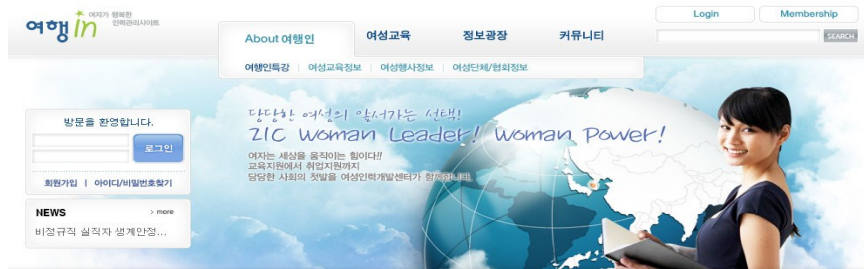 여자가 행복한
인력관리사이트
여행in
Login
Membership
SEARCH
About 여행인
여성교육
정보광장
커뮤니티
여행인특강 | 여성교육정보 | 여성행사정보 | 여성단체/협회정보
방문을 환영합니다.
로그인
회원가입 | 아이디/비밀번호찾기
NEWS
> more
비정규직 실직자 생계안정...
당당한 여성의 앞서가는 선택!
21C Woman Leader! Woman Power!
여자는 세상을 움직이는 힘이다!!
교육지원에서 취업지원까지
당당한 사회의 첫발을 여성인력개발센터가 함께합니다.